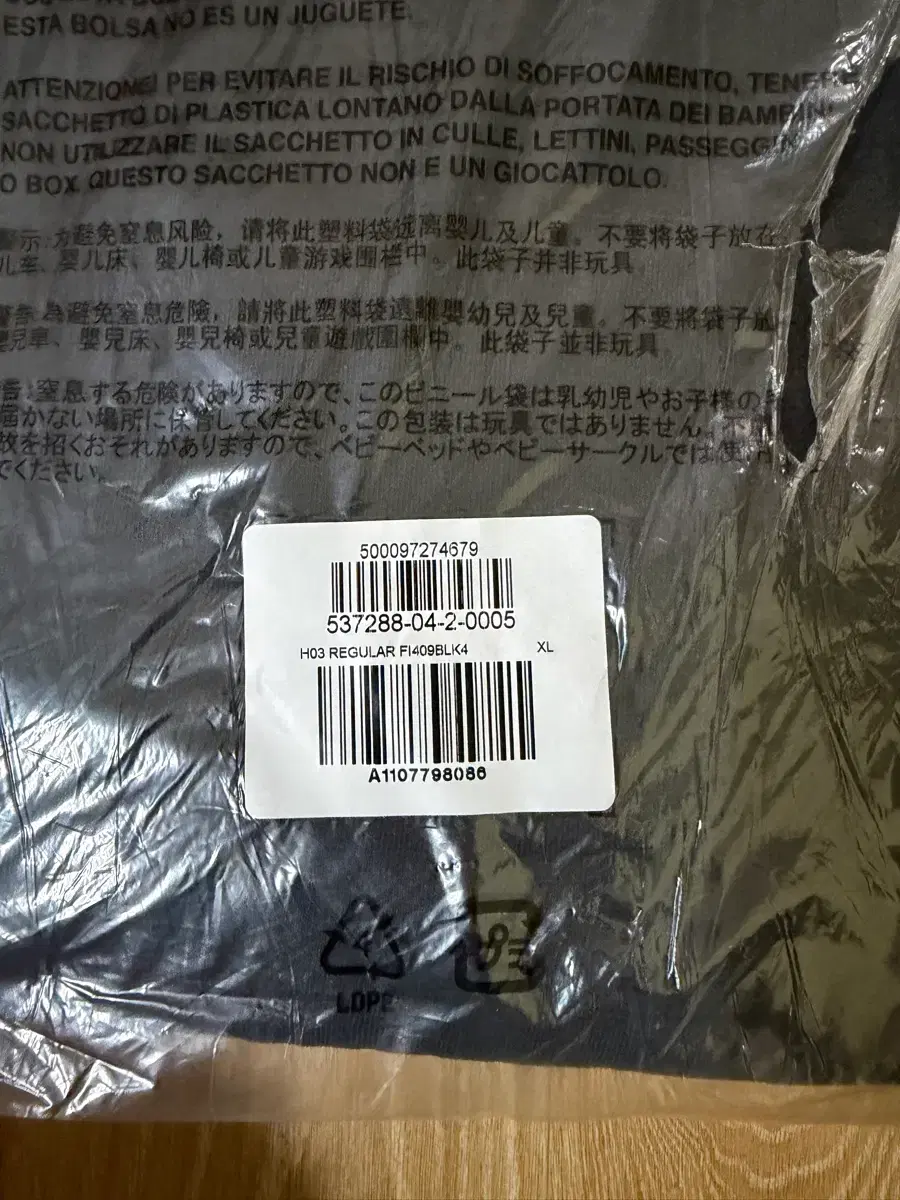 ESTA BOLSA NO ES UN JUGUETE.
ATTENZIONE! PER EVITARE IL RISCHIO DI SOFFOCAMENTO, TENERE
SACCHETTO DI PLASTICA LONTANO DALLA PORTATA DEI BAMBINI
NON UTILIZZARE IL SACCHETTO IN CULLE, LETTINI, PASSEGGIN
O BOX QUESTO SACCHETTO NON E UN GIOCATTOLO.
警示:为避免窒息风险，请将此塑料袋远离婴儿及儿童。不要将袋子放在
儿车、婴儿床、婴儿椅或儿童游戏围栏中。此袋子并非玩具
警告:為避免窒息危險，請將此塑料袋遠離嬰幼兒及兒童。不要將袋子放
嬰兒車、嬰兒床、嬰兒椅或兒童遊戲圍欄中。此袋子並非玩具
告:窒息する危険がありますので、このビニール袋は乳幼児やお子様の
届かない場所に保管してください。この包装は玩具ではありません。不
故を招くおそれがありますので、ベビーベッドやベビーサークルでは使用
でください。
500097274679
537288-04-2-0005
H03 REGULAR FI409BLK4 XL
A1107798086
4
LDPE